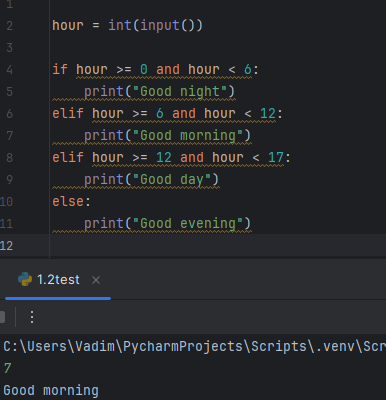 1
2 hour = int(input())
3
4 if hour >= 0 and hour < 6:
5 print("Good night")
6 elif hour >= 6 and hour < 12:
7 print("Good morning")
8 elif hour >= 12 and hour < 17:
9 print("Good day")
10 else:
11 print("Good evening")
12
1.2test ×
C:\Users\Vadim\PycharmProjects\Scripts\.venv\Scr
7
Good morning